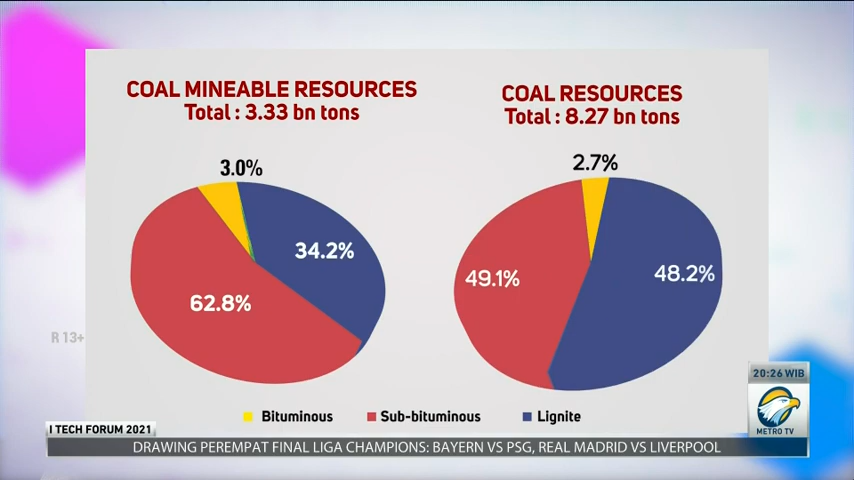 COAL MINEABLE RESOURCES
Total : 3.33 bn tons
COAL RESOURCES
Total : 8.27 bn tons
3.0%
34.2%
62.8%
2.7%
49.1%
48.2%
Bituminous
Sub-bituminous
Lignite
R 13+
20:26 WIB
METRO TV
I TECH FORUM 2021
DRAWING PEREMPAT FINAL LIGA CHAMPIONS: BAYERN VS PSG, REAL MADRID VS LIVERPOOL